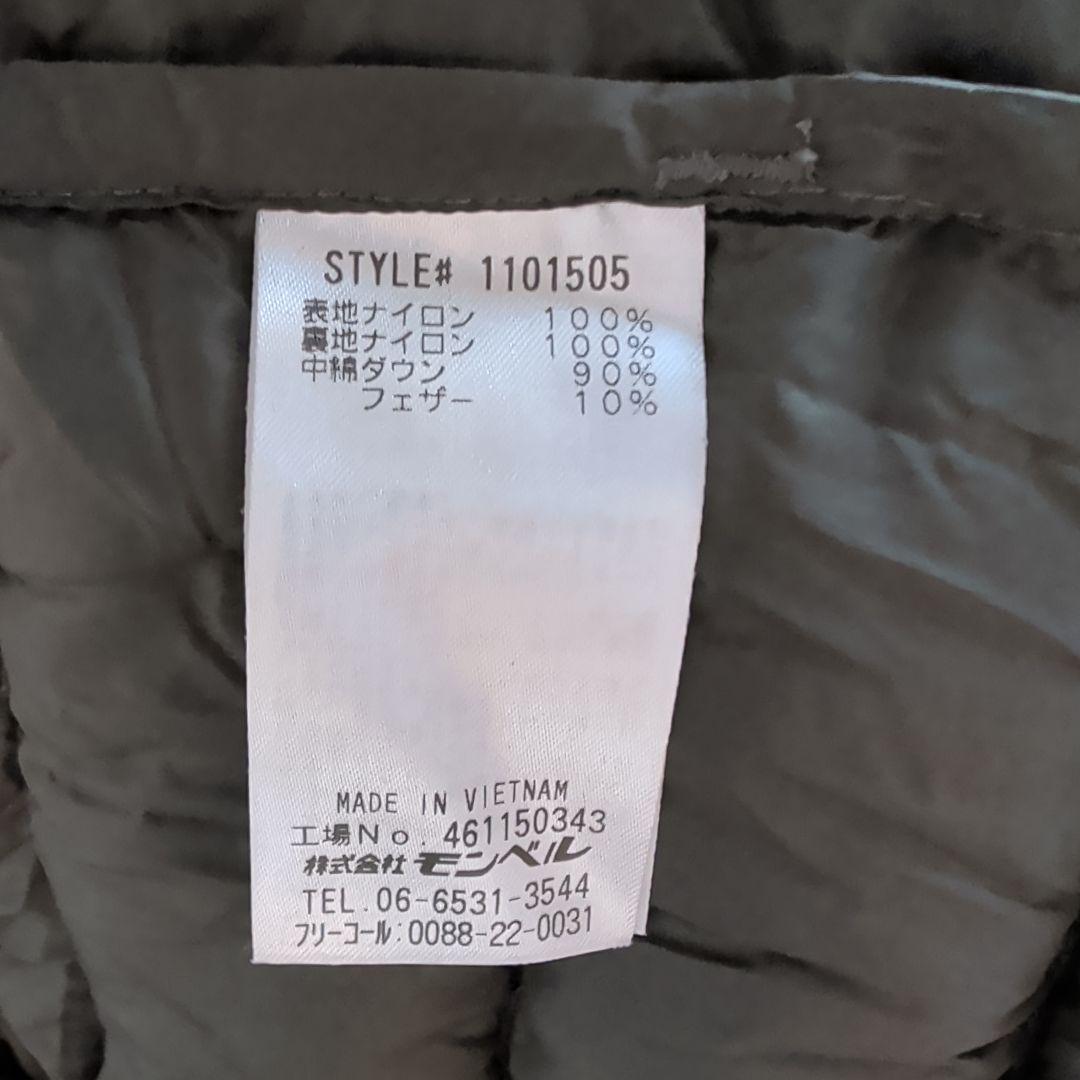 STYLE# 1101505
表地ナイロン 100%
裏地ナイロン 100%
中綿ダウン 90%
フェザー 10%
MADE IN VIETNAM
工場No. 461150343
株式会社モンベル
TEL.06-6531-3544
フリーコール:0088-22-0031